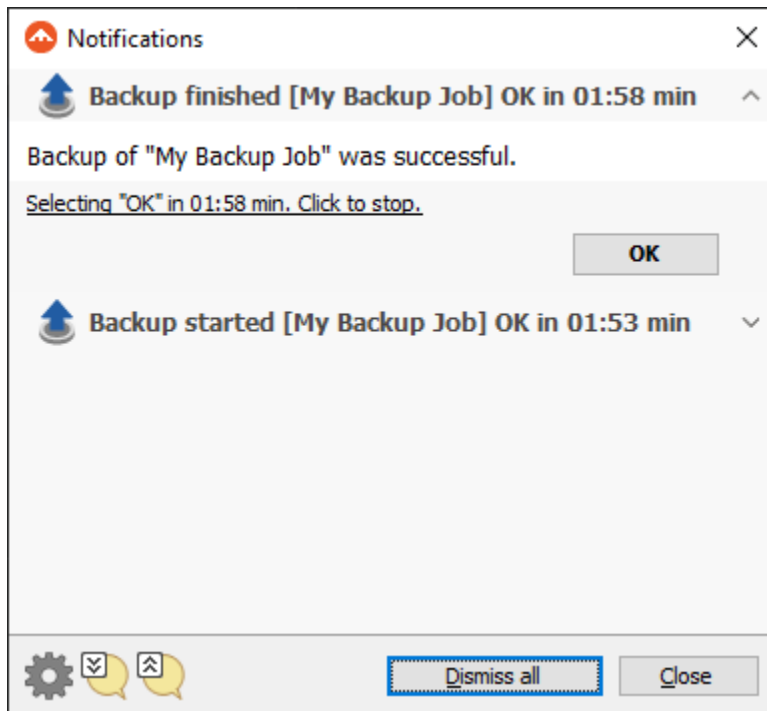 Notifications
Backup finished [My Backup Job] OK in 01:58 min
Backup of "My Backup Job" was successful.
Selecting "OK" in 01:58 min. Click to stop.
OK
Backup started [My Backup Job] OK in 01:53 min
Dismiss all
Close